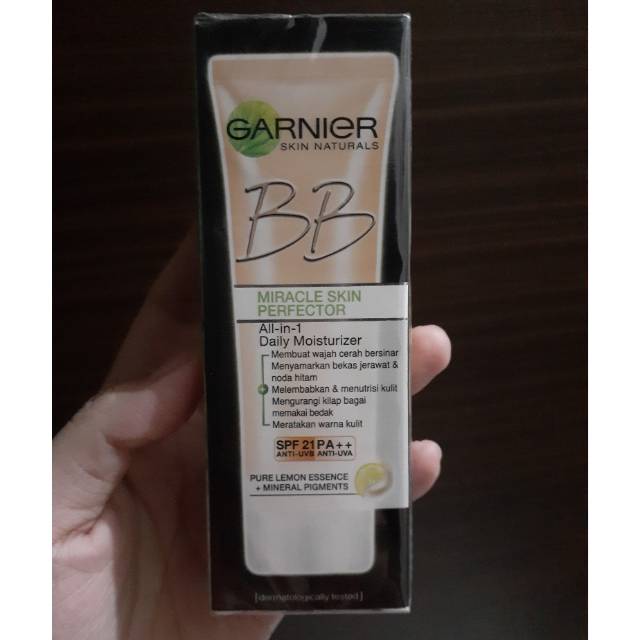 GARNIER
SKIN NATURALS
BB
MIRACLE SKIN
PERFECTOR
All-in-1
Daily Moisturizer
Membuat wajah cerah bersinar
Menyamarkan bekas jerawat &
noda hitam
Melembabkan & menutrisi kulit
Mengurangi kilap bagai
memakai bedak
Meratakan warna kulit
SPF 21 PA++
ANTI-UVB ANTI-UVA
PURE LEMON ESSENCE
+ MINERAL PIGMENTS
[dermatologically tested]